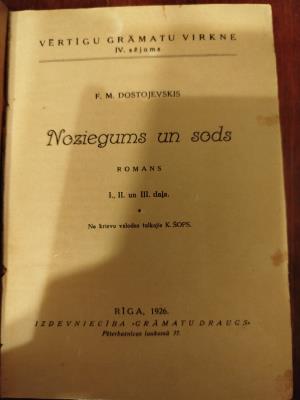 VĒRTĪGU GRĀMATU VIRKNE
IV. sējums
F. M. DOSTOJEVSKIS
Noziegums un sods
ROMANS
I., II. un III. daļa.
No krievu valodas tulkojis K. ŠOPS.
RĪGA, 1926.
IZDEVNIECĪBA «GRĀMATU DRAUGS»
Pēterbaznīcas laukumā